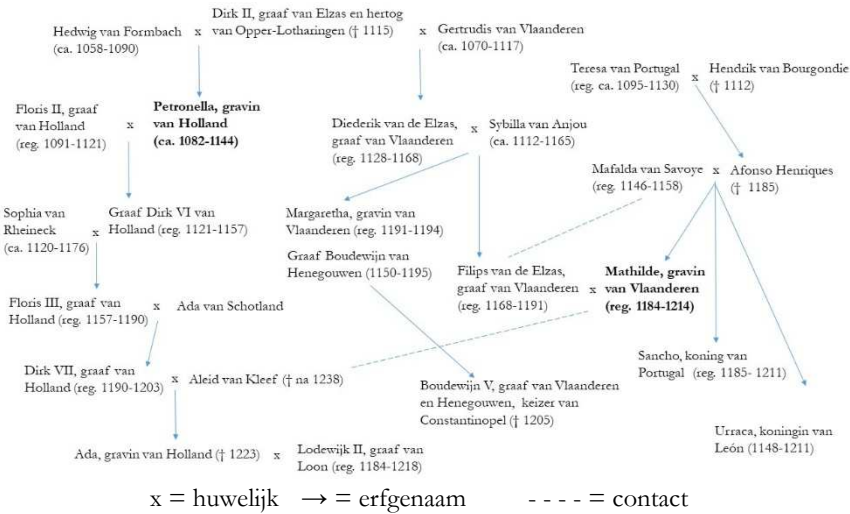 Dirk II, graaf van Elzas en hertog
Hedwig van Formbach x van Opper-Lotharingen († 1115) x Gertrudis van Vlaanderen
(ca. 1058-1090) (ca. 1070-1117)
Teresa van Portugal x Hendrik van Bourgondie
(reg. ca. 1095-1130) († 1112)
Floris II, graaf
van Holland
(reg. 1091-1121)
x
Petronella, gravin
van Holland
(ca. 1082-1144)
Diederik van de Elzas,
graaf van Vlaanderen
(reg. 1128-1168)
x
Sybilla van Anjou
(ca. 1112-1165)
Mafalda van Savoye x Afonso Henriques
(reg. 1146-1158) († 1185)
Sophia van
Rheineck
(ca. 1120-1176)
x
Graaf Dirk VI van
Holland (reg. 1121-1157)
Margaretha, gravin van
Vlaanderen (reg. 1191-1194)
Graaf Boudewijn van
Henegouwen (1150-1195)
Filips van de Elzas,
graaf van Vlaanderen
(reg. 1168-1191)
x
Mathilde, gravin
van Vlaanderen
(reg. 1184-1214)
Floris III, graaf van
Holland (reg. 1157-1190)
x
Ada van Schotland
Sancho, koning van
Portugal (reg. 1185- 1211)
Dirk VII, graaf van
Holland (reg. 1190-1203)
x
Aleid van Kleef († na 1238)
Boudewijn V, graaf van Vlaanderen
en Henegouwen, keizer van
Constantinopel († 1205)
Urraca, koningin van
León (1148-1211)
Ada, gravin van Holland († 1223) x
Lodewijk II, graaf van
Loon (reg. 1184-1218)
x = huwelijk → = erfgenaam - - - - = contact